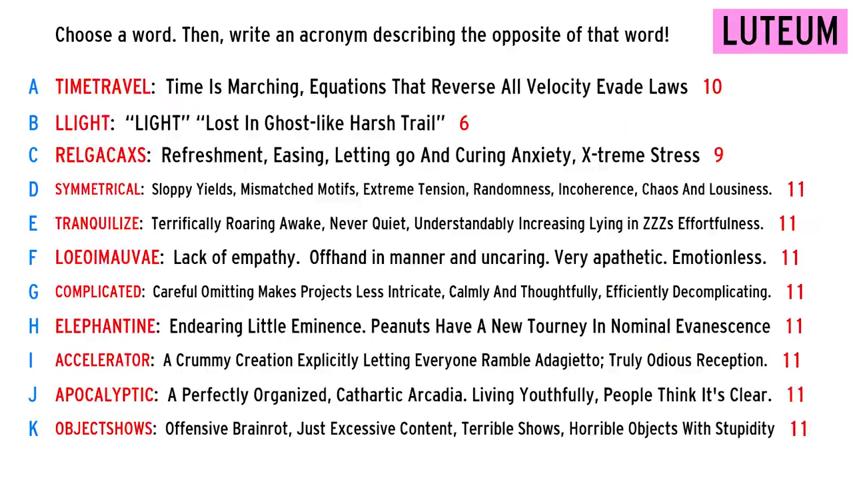 Choose a word. Then, write an acronym describing the opposite of that word!
LUTEUM
A TIMETRAVEL: Time Is Marching, Equations That Reverse All Velocity Evade Laws 10
B LLIGHT: “LIGHT” “Lost In Ghost-like Harsh Trail” 6
C RELGACAXS: Refreshment, Easing, Letting go And Curing Anxiety, X-treme Stress 9
D SYMMETRICAL: Sloppy Yields, Mismatched Motifs, Extreme Tension, Randomness, Incoherence, Chaos And Lousiness. 11
E TRANQUILIZE: Terrifically Roaring Awake, Never Quiet, Understandably Increasing Lying in ZZZs Effortfulness. 11
F LOEOIMAUVAE: Lack of empathy. Offhand in manner and uncaring. Very apathetic. Emotionless. 11
G COMPLICATED: Careful Omitting Makes Projects Less Intricate, Calmly And Thoughtfully, Efficiently Decomplicating. 11
H ELEPHANTINE: Endearing Little Eminence. Peanuts Have A New Tourney In Nominal Evanescence 11
I ACCELERATOR: A Crummy Creation Explicitly Letting Everyone Ramble Adagietto; Truly Odious Reception. 11
J APOCALYPTIC: A Perfectly Organized, Cathartic Arcadia. Living Youthfully, People Think It's Clear. 11
K OBJECTSHOWS: Offensive Brainrot, Just Excessive Content, Terrible Shows, Horrible Objects With Stupidity 11